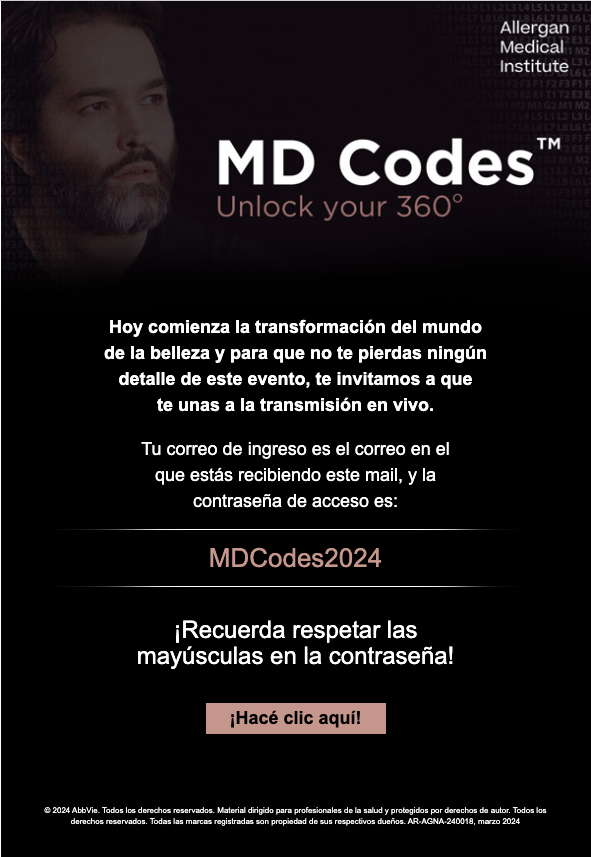 Allergan
Medical
Institute
MD Codes™
Unlock your 360°
Hoy comienza la transformación del mundo
de la belleza y para que no te pierdas ningún
detalle de este evento, te invitamos a que
te unas a la transmisión en vivo.
Tu correo de ingreso es el correo en el
que estás recibiendo este mail, y la
contraseña de acceso es:
MDCodes2024
¡Recuerda respetar las
mayúsculas en la contraseña!
¡Hacé clic aquí!
© 2024 AbbVie. Todos los derechos reservados. Material dirigido para profesionales de la salud y protegidos por derechos de autor. Todos los
derechos reservados. Todas las marcas registradas son propiedad de sus respectivos dueños. AR-AGNA-240018, marzo 2024